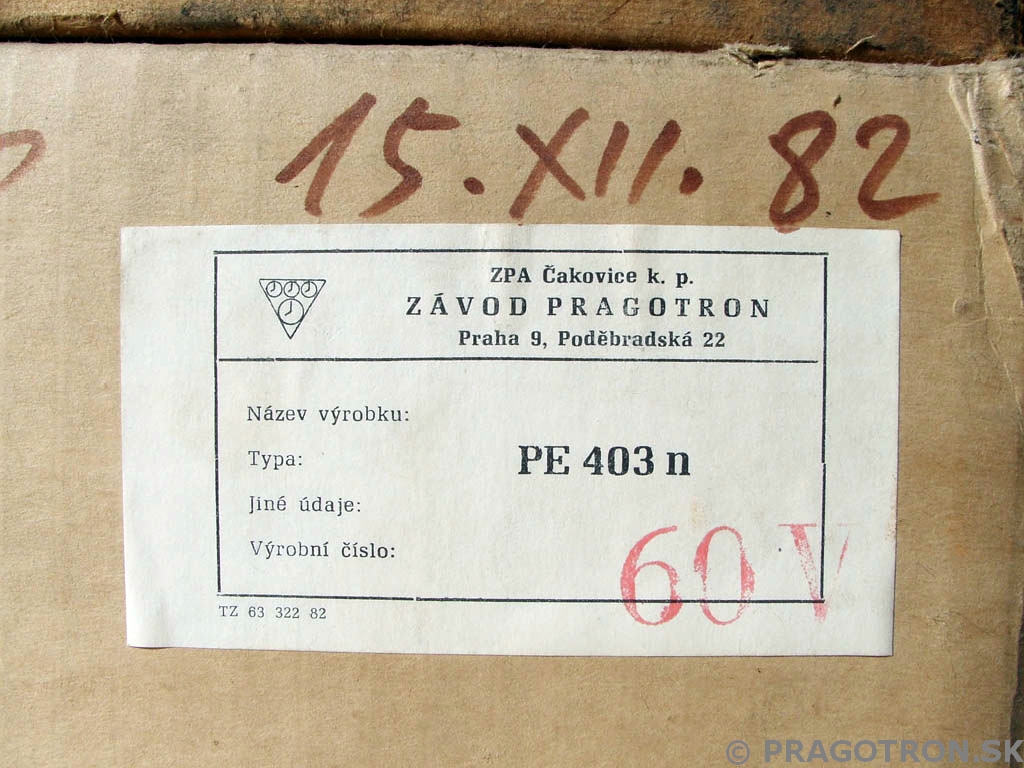 15. XII. 82
ZPA Čakovice k. p.
ZÁVOD PRAGOTRON
Praha 9, Poděbradská 22
Název výrobku:
Typa: PE 403 n
Jiné údaje:
Výrobní číslo:
60 V
TZ 63 322 82
© PRAGOTRON.SK